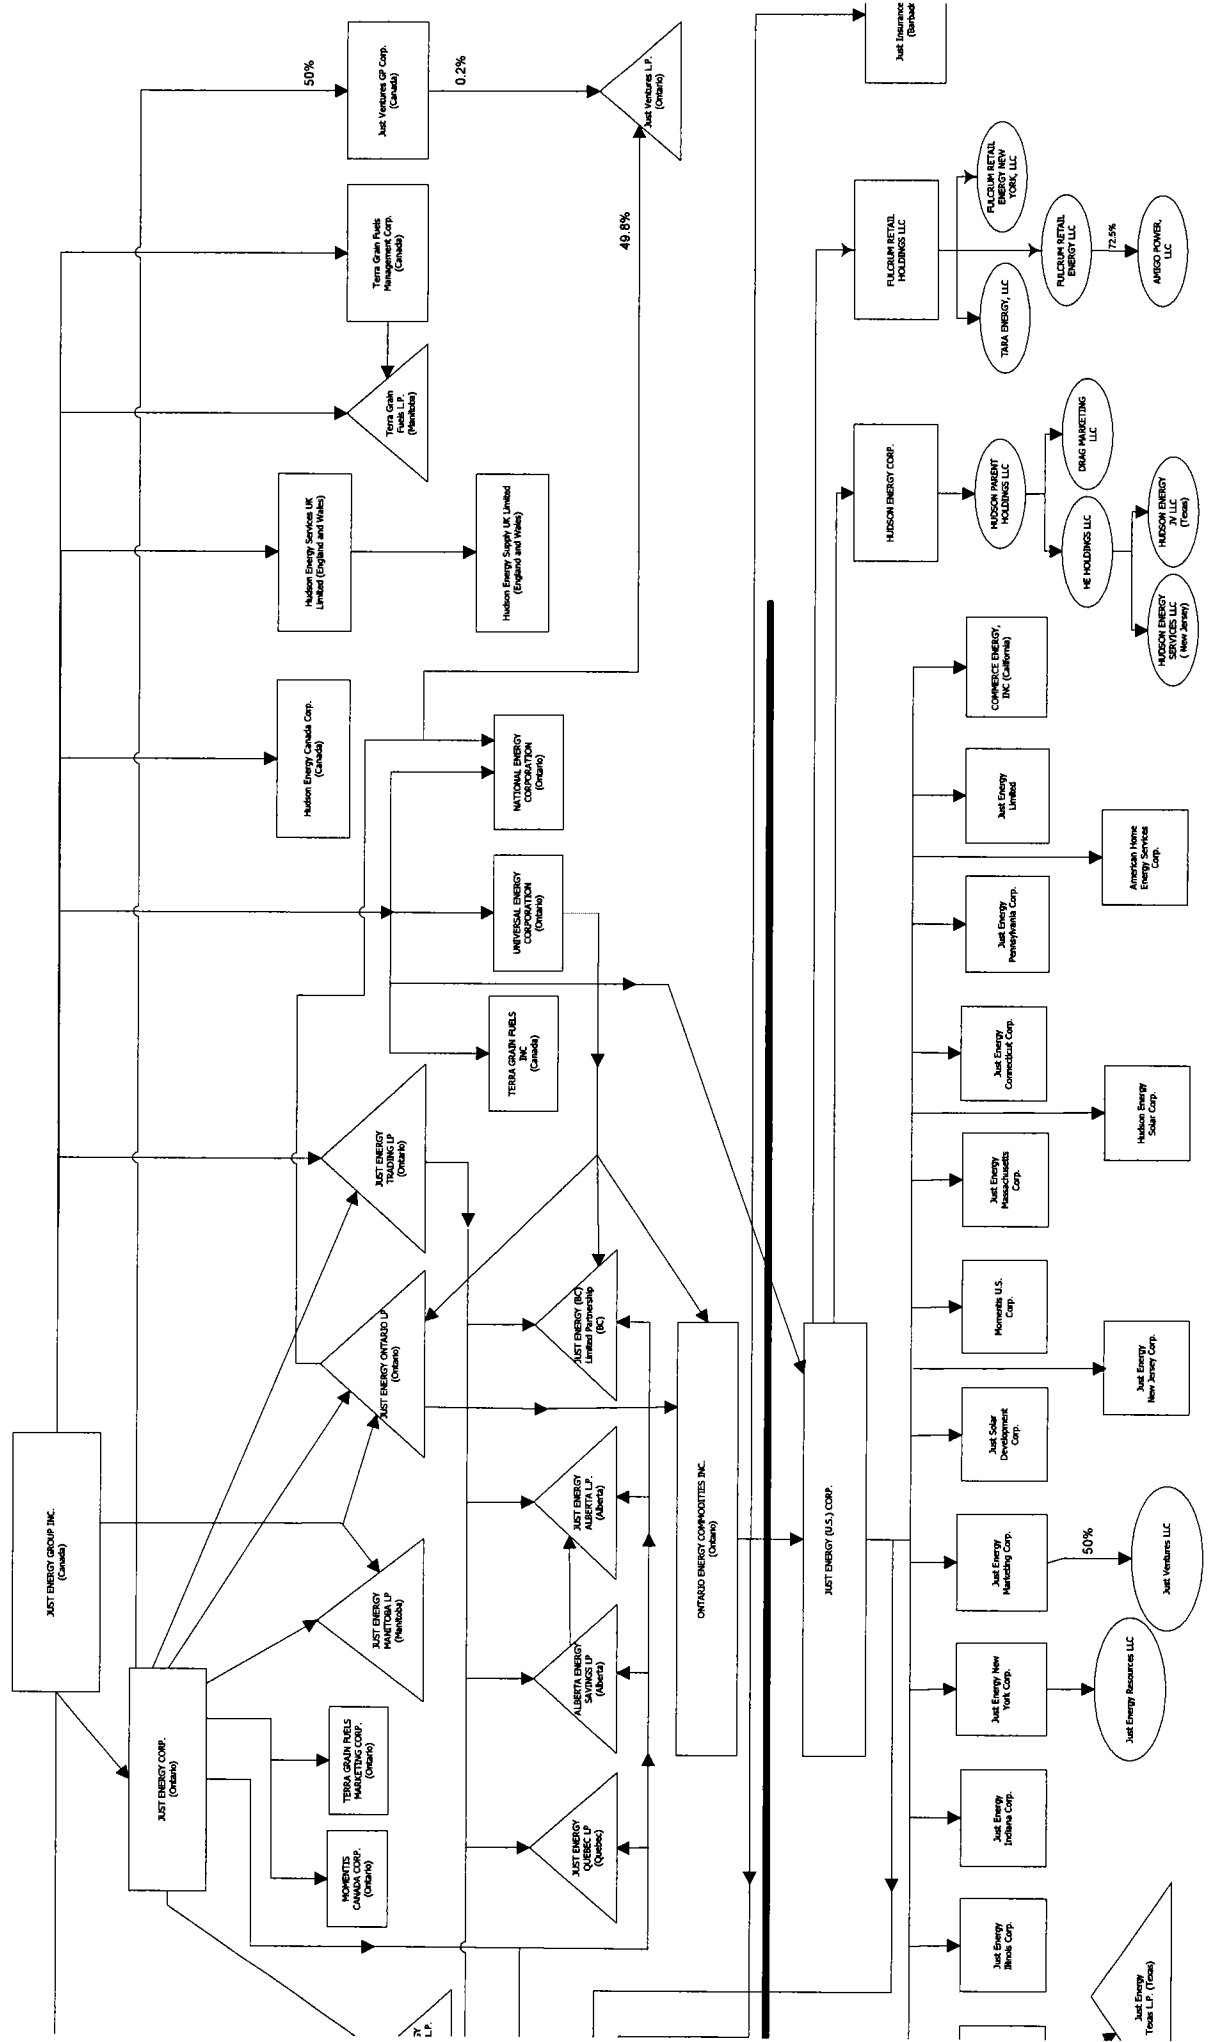 JUST ENERGY GROUP INC.
(Canada)
JUST ENERGY CORP.
(Ontario)
50%
Just Ventures GP Corp.
(Canada)
0.2%
Just Ventures L.P.
(Ontario)
49.8%
Terra Grain Fuels
Management Corp.
(Canada)
Terra Grain
Fuels L.P.
(Manitoba)
Hudson Energy Services UK
Limited (England and Wales)
Hudson Energy Supply UK Limited
(England and Wales)
Hudson Energy Canada Corp.
(Canada)
NATIONAL ENERGY
CORPORATION
(Ontario)
UNIVERSAL ENERGY
CORPORATION
(Ontario)
TERRA GRAIN FUELS
INC
(Canada)
JUST ENERGY
TRADING LP
(Ontario)
JUST ENERGY ONTARIO LP
(Ontario)
JUST ENERGY
MANITOBA LP
(Manitoba)
TERRA GRAIN FUELS
MARKETING CORP.
(Ontario)
MOMENTIS
CANADA CORP.
(Ontario)
JUST ENERGY (BC)
Limited Partnership
(BC)
JUST ENERGY
ALBERTA L.P.
(Alberta)
ALBERTA ENERGY
SAVINGS LP
(Alberta)
JUST ENERGY
QUEBEC LP
(Quebec)
L.P.
ONTARIO ENERGY COMMODITIES INC.
(Ontario)
JUST ENERGY (U.S.) CORP.
Just Insurance
FULCRUM RETAIL
HOLDINGS LLC
FULCRUM RETAIL
ENERGY NEW
YORK, LLC
TARA ENERGY, LLC
FULCRUM RETAIL
ENERGY LLC
72.5%
AMIGO POWER,
LLC
HUDSON ENERGY CORP.
HUDSON PARENT
HOLDINGS LLC
DRAG MARKETING
LLC
HE HOLDINGS LLC
HUDSON ENERGY
JV LLC
(Texas)
HUDSON ENERGY
SERVICES LLC
( New Jersey)
COMMERCE ENERGY,
INC (California)
Just Energy
Limited
American Home
Energy Services
Corp.
Just Energy
Pennsylvania Corp.
Just Energy
Connecticut Corp.
Hudson Energy
Solar Corp.
Just Energy
Massachusetts
Corp.
Momentis U.S.
Corp.
Just Energy
New Jersey Corp.
Just Solar
Development
Corp.
Just Energy
Marketing Corp.
50%
Just Ventures LLC
Just Energy New
York Corp.
Just Energy Resources LLC
Just Energy
Indiana Corp.
Just Energy
Illinois Corp.
Just Energy
Texas L.P. (Texas)